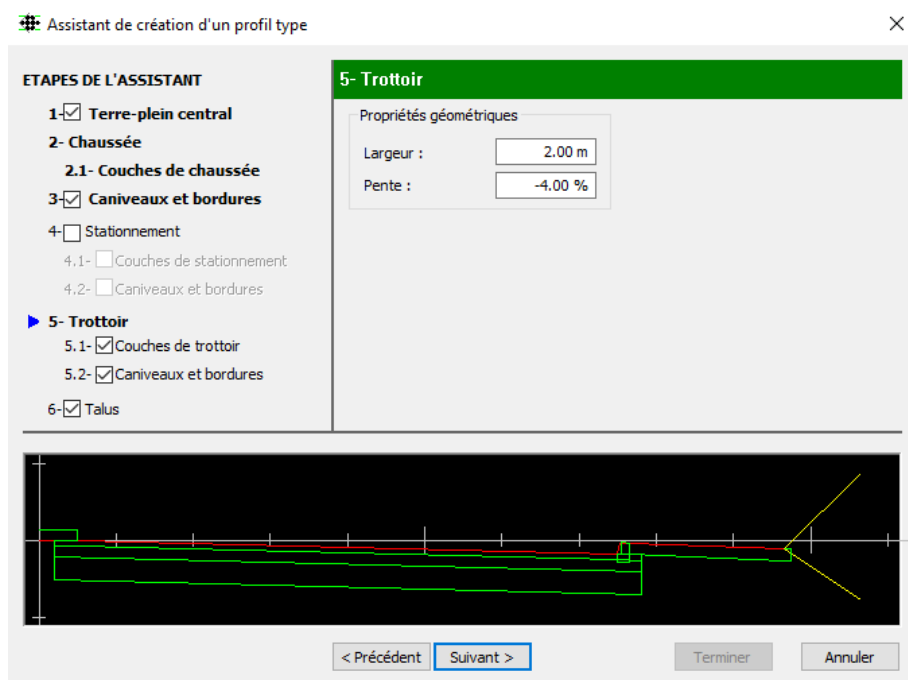 Assistant de création d'un profil type
ETAPES DE L'ASSISTANT
1- Terre-plein central
2- Chaussée
2.1- Couches de chaussée
3- Caniveaux et bordures
4- Stationnement
4.1- Couches de stationnement
4.2- Caniveaux et bordures
5- Trottoir
5.1- Couches de trottoir
5.2- Caniveaux et bordures
6- Talus
5- Trottoir
Propriétés géométriques
Largeur : 2.00 m
Pente : -4.00 %
< Précédent Suivant > Terminer Annuler